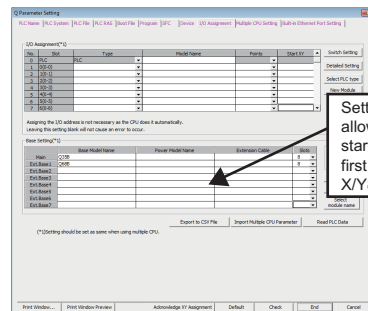 Q Parameter Setting
PLC Name PLC System PLC File PLC RAS Boot File Program SFC Device I/O Assignment Multiple CPU Setting Built-in Ethernet Port Setting
I/O Assignment(*1)
No. Slot Type Model Name Points Start XY
0 PLC PLC
1 0(0-0)
2 1(0-1)
3 2(0-2)
4 3(0-3)
5 4(0-4)
6 5(0-5)
7 6(0-6)
Switch Setting
Detailed Setting
Select PLC type
New Module
Assigning the I/O address is not necessary as the CPU does it automatically.
Leaving this setting blank will not cause an error to occur.
Base Setting(*1)
Base Model Name Power Model Name Extension Cable Slots
Main Q35B 8
Ext.Base1 Q68B 8
Ext.Base2
Ext.Base3
Ext.Base4
Ext.Base5
Ext.Base6
Ext.Base7
Select
module name
Sett
allow
star
first
X/Y
Export to CSV File Import Multiple CPU Parameter Read PLC Data
(*1)Setting should be set as same when using multiple CPU.
Print Window... Print Window Preview Acknowledge XY Assignment Default Check End Cancel